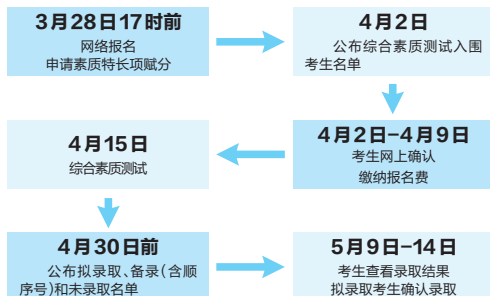 3月28日17时前
网络报名
申请素质特长项赋分
4月2日
公布综合素质测试入围
考生名单
4月2日-4月9日
考生网上确认
缴纳报名费
4月15日
综合素质测试
4月30日前
公布拟录取、备录(含顺
序号)和未录取名单
5月9日-14日
考生查看录取结果
拟录取考生确认录取